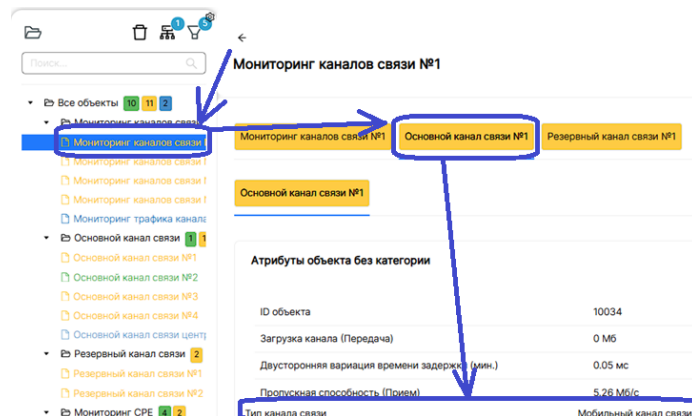 1
5
Поиск...
Мониторинг каналов связи №1
Все объекты 10 11 2
Мониторинг каналов связи
Мониторинг каналов связи
Мониторинг каналов связи
Мониторинг каналов связи
Мониторинг каналов связи
Мониторинг трафика канала
Основной канал связи 1 1
Основной канал связи №1
Основной канал связи №2
Основной канал связи №3
Основной канал связи №4
Основной канал связи центр
Резервный канал связи 2
Резервный канал связи №1
Резервный канал связи №2
Мониторинг CPE 4 2
Мониторинг каналов связи №1 Основной канал связи №1 Резервный канал связи №1
Основной канал связи №1
Атрибуты объекта без категории
ID объекта 10034
Загрузка канала (Передача) 0 Мб
Двусторонняя вариация времени задержки (мин.) 0.05 мс
Пропускная способность (Прием) 5.26 Мб/с
Тип канала связи Мобильный канал связи